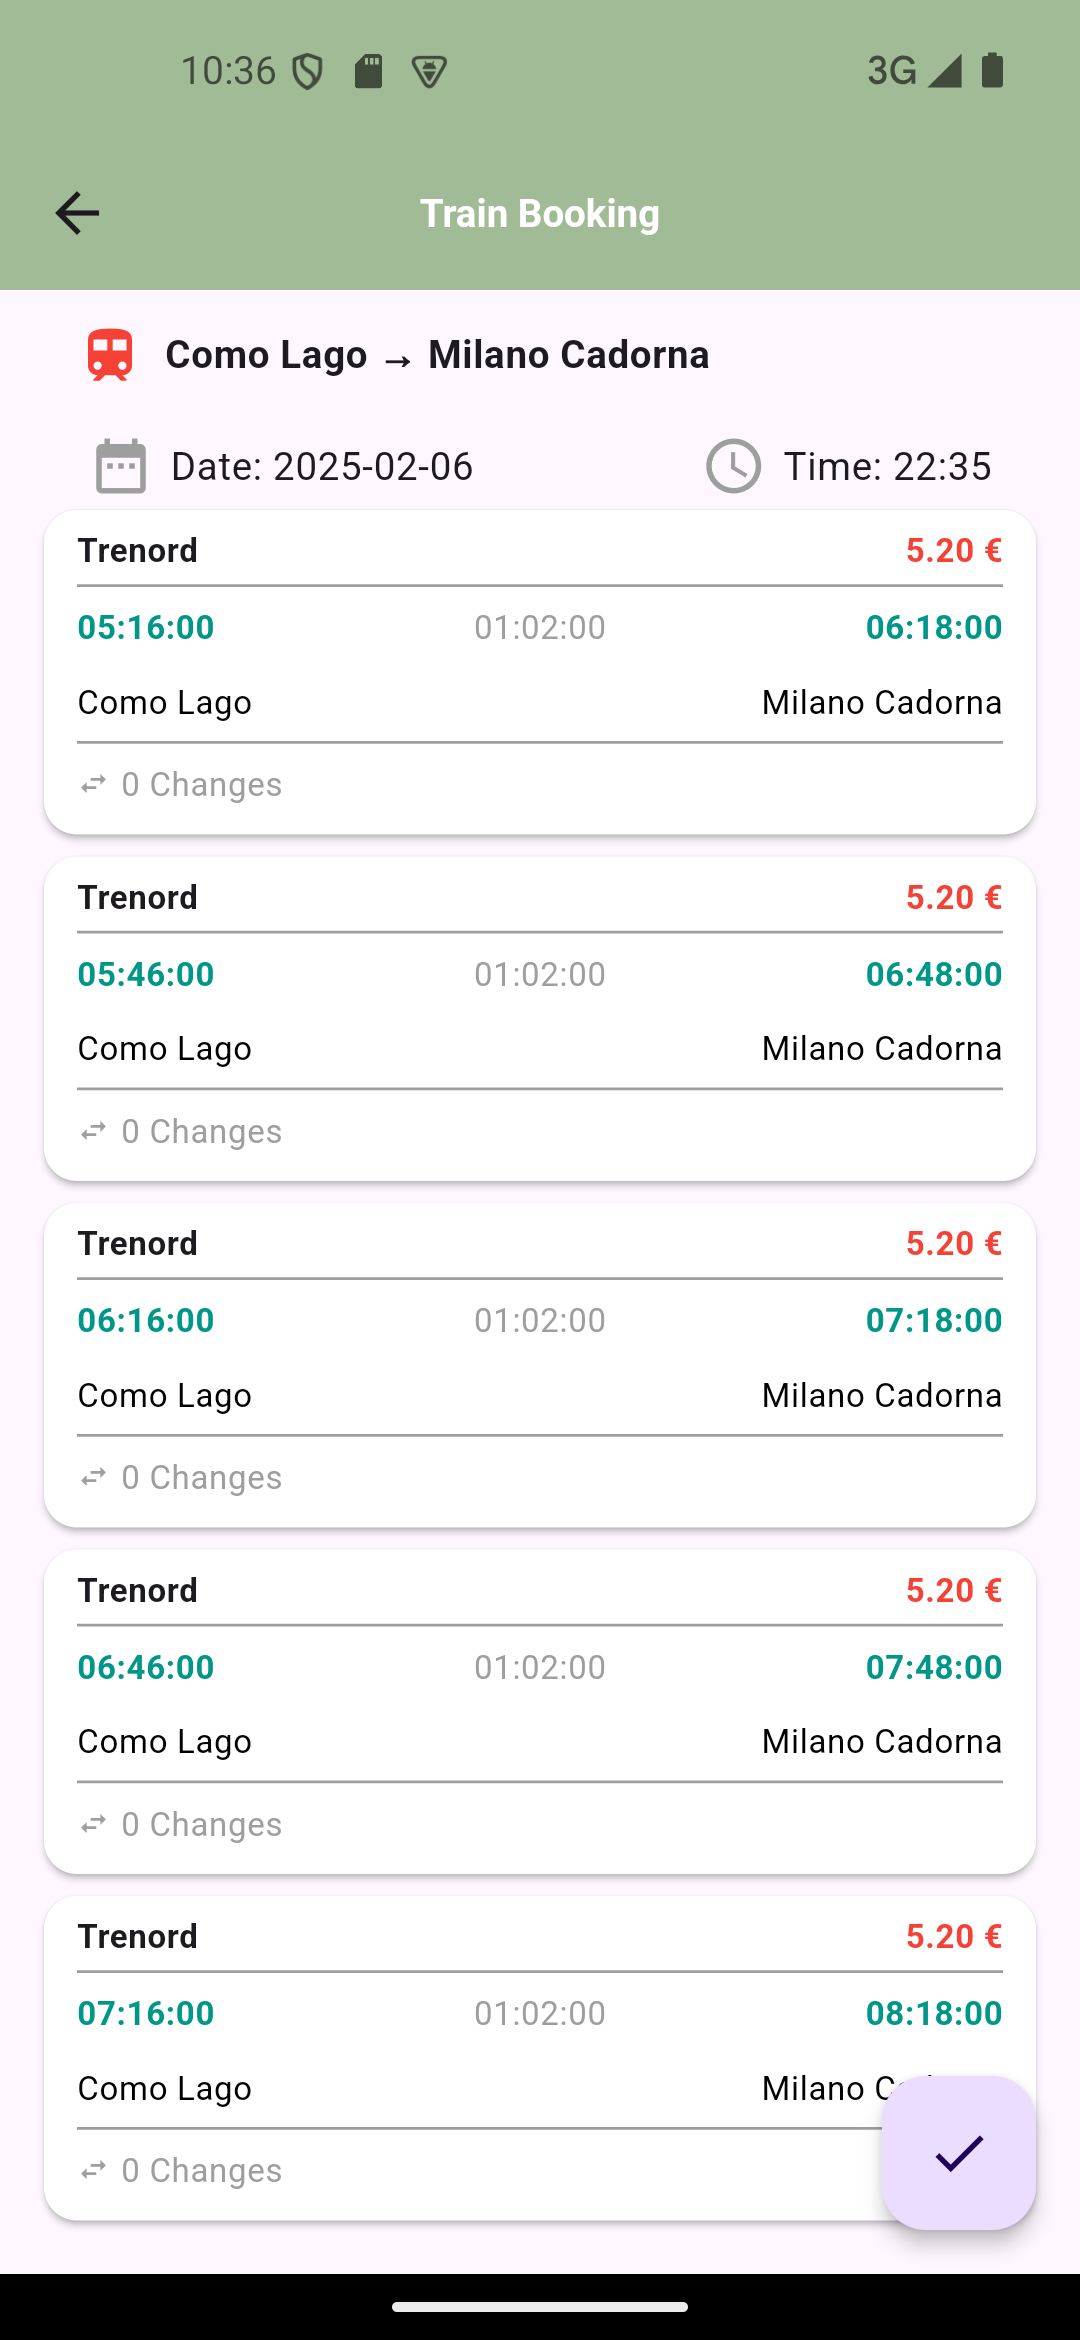 10:36
3G
Train Booking
Como Lago → Milano Cadorna
Date: 2025-02-06 Time: 22:35
Trenord 5.20 €
05:16:00 01:02:00 06:18:00
Como Lago Milano Cadorna
0 Changes
Trenord 5.20 €
05:46:00 01:02:00 06:48:00
Como Lago Milano Cadorna
0 Changes
Trenord 5.20 €
06:16:00 01:02:00 07:18:00
Como Lago Milano Cadorna
0 Changes
Trenord 5.20 €
06:46:00 01:02:00 07:48:00
Como Lago Milano Cadorna
0 Changes
Trenord 5.20 €
07:16:00 01:02:00 08:18:00
Como Lago Milano
0 Changes